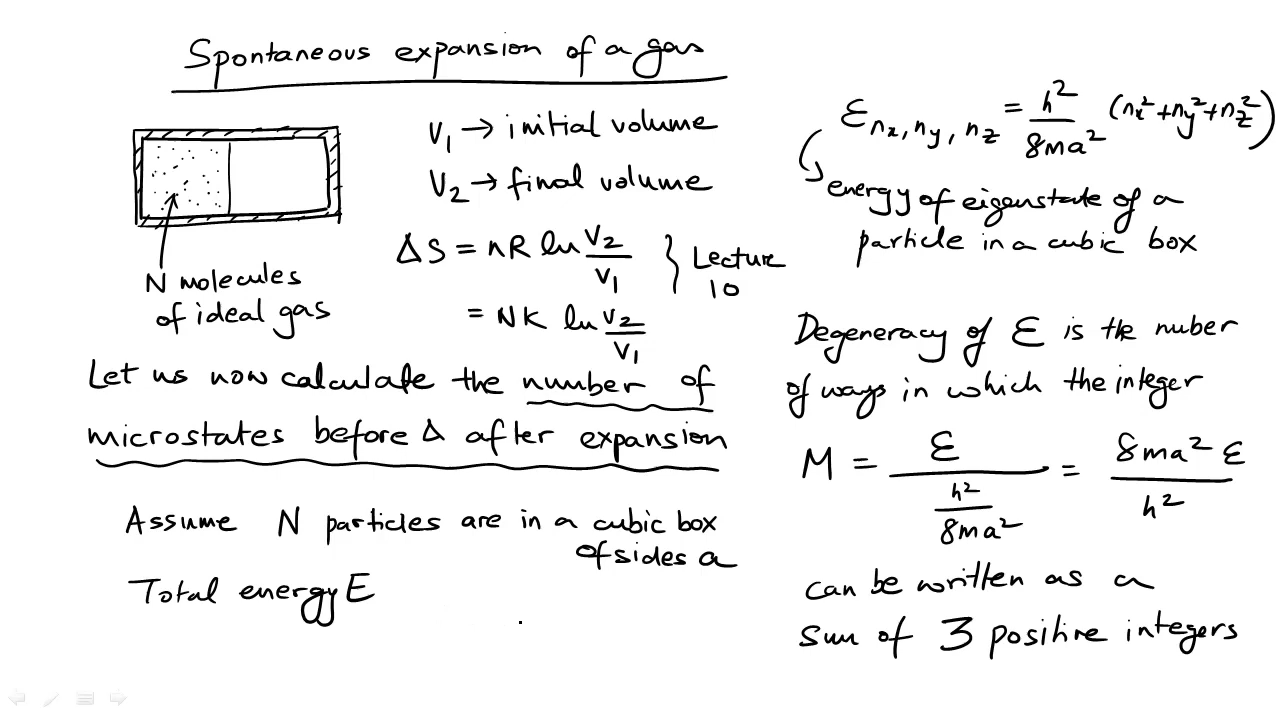 Spontaneous expansion of a gas
V₁ → initial volume
V₂ → final volume
N molecules
of ideal gas
ΔS = nR ln V₂/V₁ } Lecture 10
= NK ln V₂/V₁
Let us now calculate the number of
microstates before & after expansion
Assume N particles are in a cubic box
of sides a
Total energy E
ℰnx, ny, nz = h²/8ma² (nx² + ny² + nz²)
energy of eigenstate of a
particle in a cubic box
Degeneracy of ℰ is the nuber
of ways in which the integer
M = ℰ/(h²/8ma²) = 8ma² ℰ/h²
can be written as a
sum of 3 positive integers